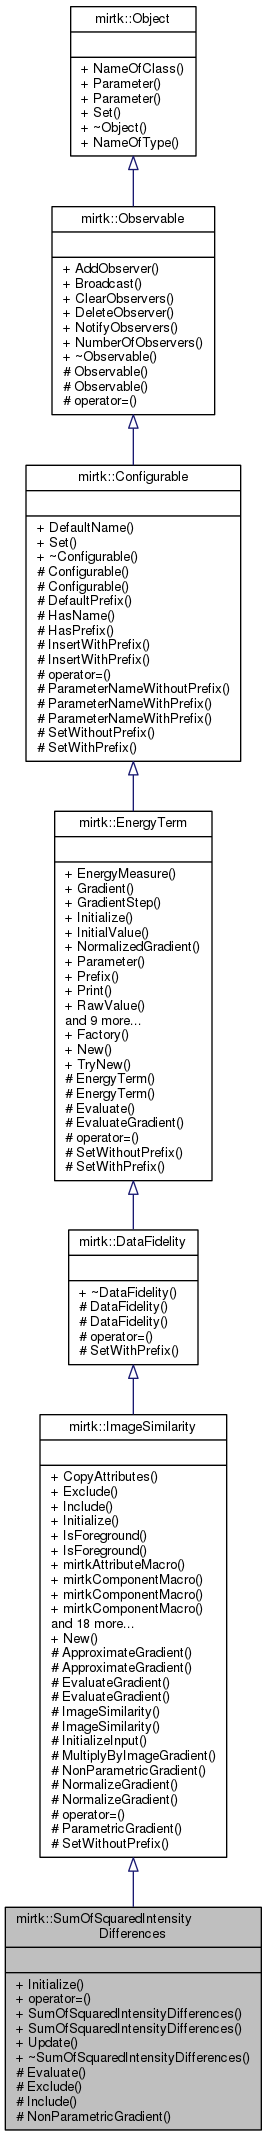 mirtk::Object
+ NameOfClass()
+ Parameter()
+ Parameter()
+ Set()
+ ~Object()
+ NameOfType()
mirtk::Observable
+ AddObserver()
+ Broadcast()
+ ClearObservers()
+ DeleteObserver()
+ NotifyObservers()
+ NumberOfObservers()
+ ~Observable()
# Observable()
# Observable()
# operator=()
mirtk::Configurable
+ DefaultName()
+ Set()
+ ~Configurable()
# Configurable()
# Configurable()
# DefaultPrefix()
# HasName()
# HasPrefix()
# InsertWithPrefix()
# InsertWithPrefix()
# operator=()
# ParameterNameWithoutPrefix()
# ParameterNameWithPrefix()
# ParameterNameWithPrefix()
# SetWithoutPrefix()
# SetWithPrefix()
mirtk::EnergyTerm
+ EnergyMeasure()
+ Gradient()
+ GradientStep()
+ Initialize()
+ InitialValue()
+ NormalizedGradient()
+ Parameter()
+ Prefix()
+ Print()
+ RawValue()
and 9 more...
+ Factory()
+ New()
+ TryNew()
# EnergyTerm()
# EnergyTerm()
# Evaluate()
# EvaluateGradient()
# operator=()
# SetWithoutPrefix()
# SetWithPrefix()
mirtk::DataFidelity
+ ~DataFidelity()
# DataFidelity()
# DataFidelity()
# operator=()
# SetWithPrefix()
mirtk::ImageSimilarity
+ CopyAttributes()
+ Exclude()
+ Include()
+ Initialize()
+ IsForeground()
+ IsForeground()
+ mirtkAttributeMacro()
+ mirtkComponentMacro()
+ mirtkComponentMacro()
+ mirtkComponentMacro()
and 18 more...
+ New()
# ApproximateGradient()
# ApproximateGradient()
# EvaluateGradient()
# EvaluateGradient()
# ImageSimilarity()
# ImageSimilarity()
# InitializeInput()
# MultiplyByImageGradient()
# NonParametricGradient()
# NormalizeGradient()
# NormalizeGradient()
# operator=()
# ParametricGradient()
# SetWithoutPrefix()
mirtk::SumOfSquaredIntensity
Differences
+ Initialize()
+ operator=()
+ SumOfSquaredIntensityDifferences()
+ SumOfSquaredIntensityDifferences()
+ Update()
+ ~SumOfSquaredIntensityDifferences()
# Evaluate()
# Exclude()
# Include()
# NonParametricGradient()